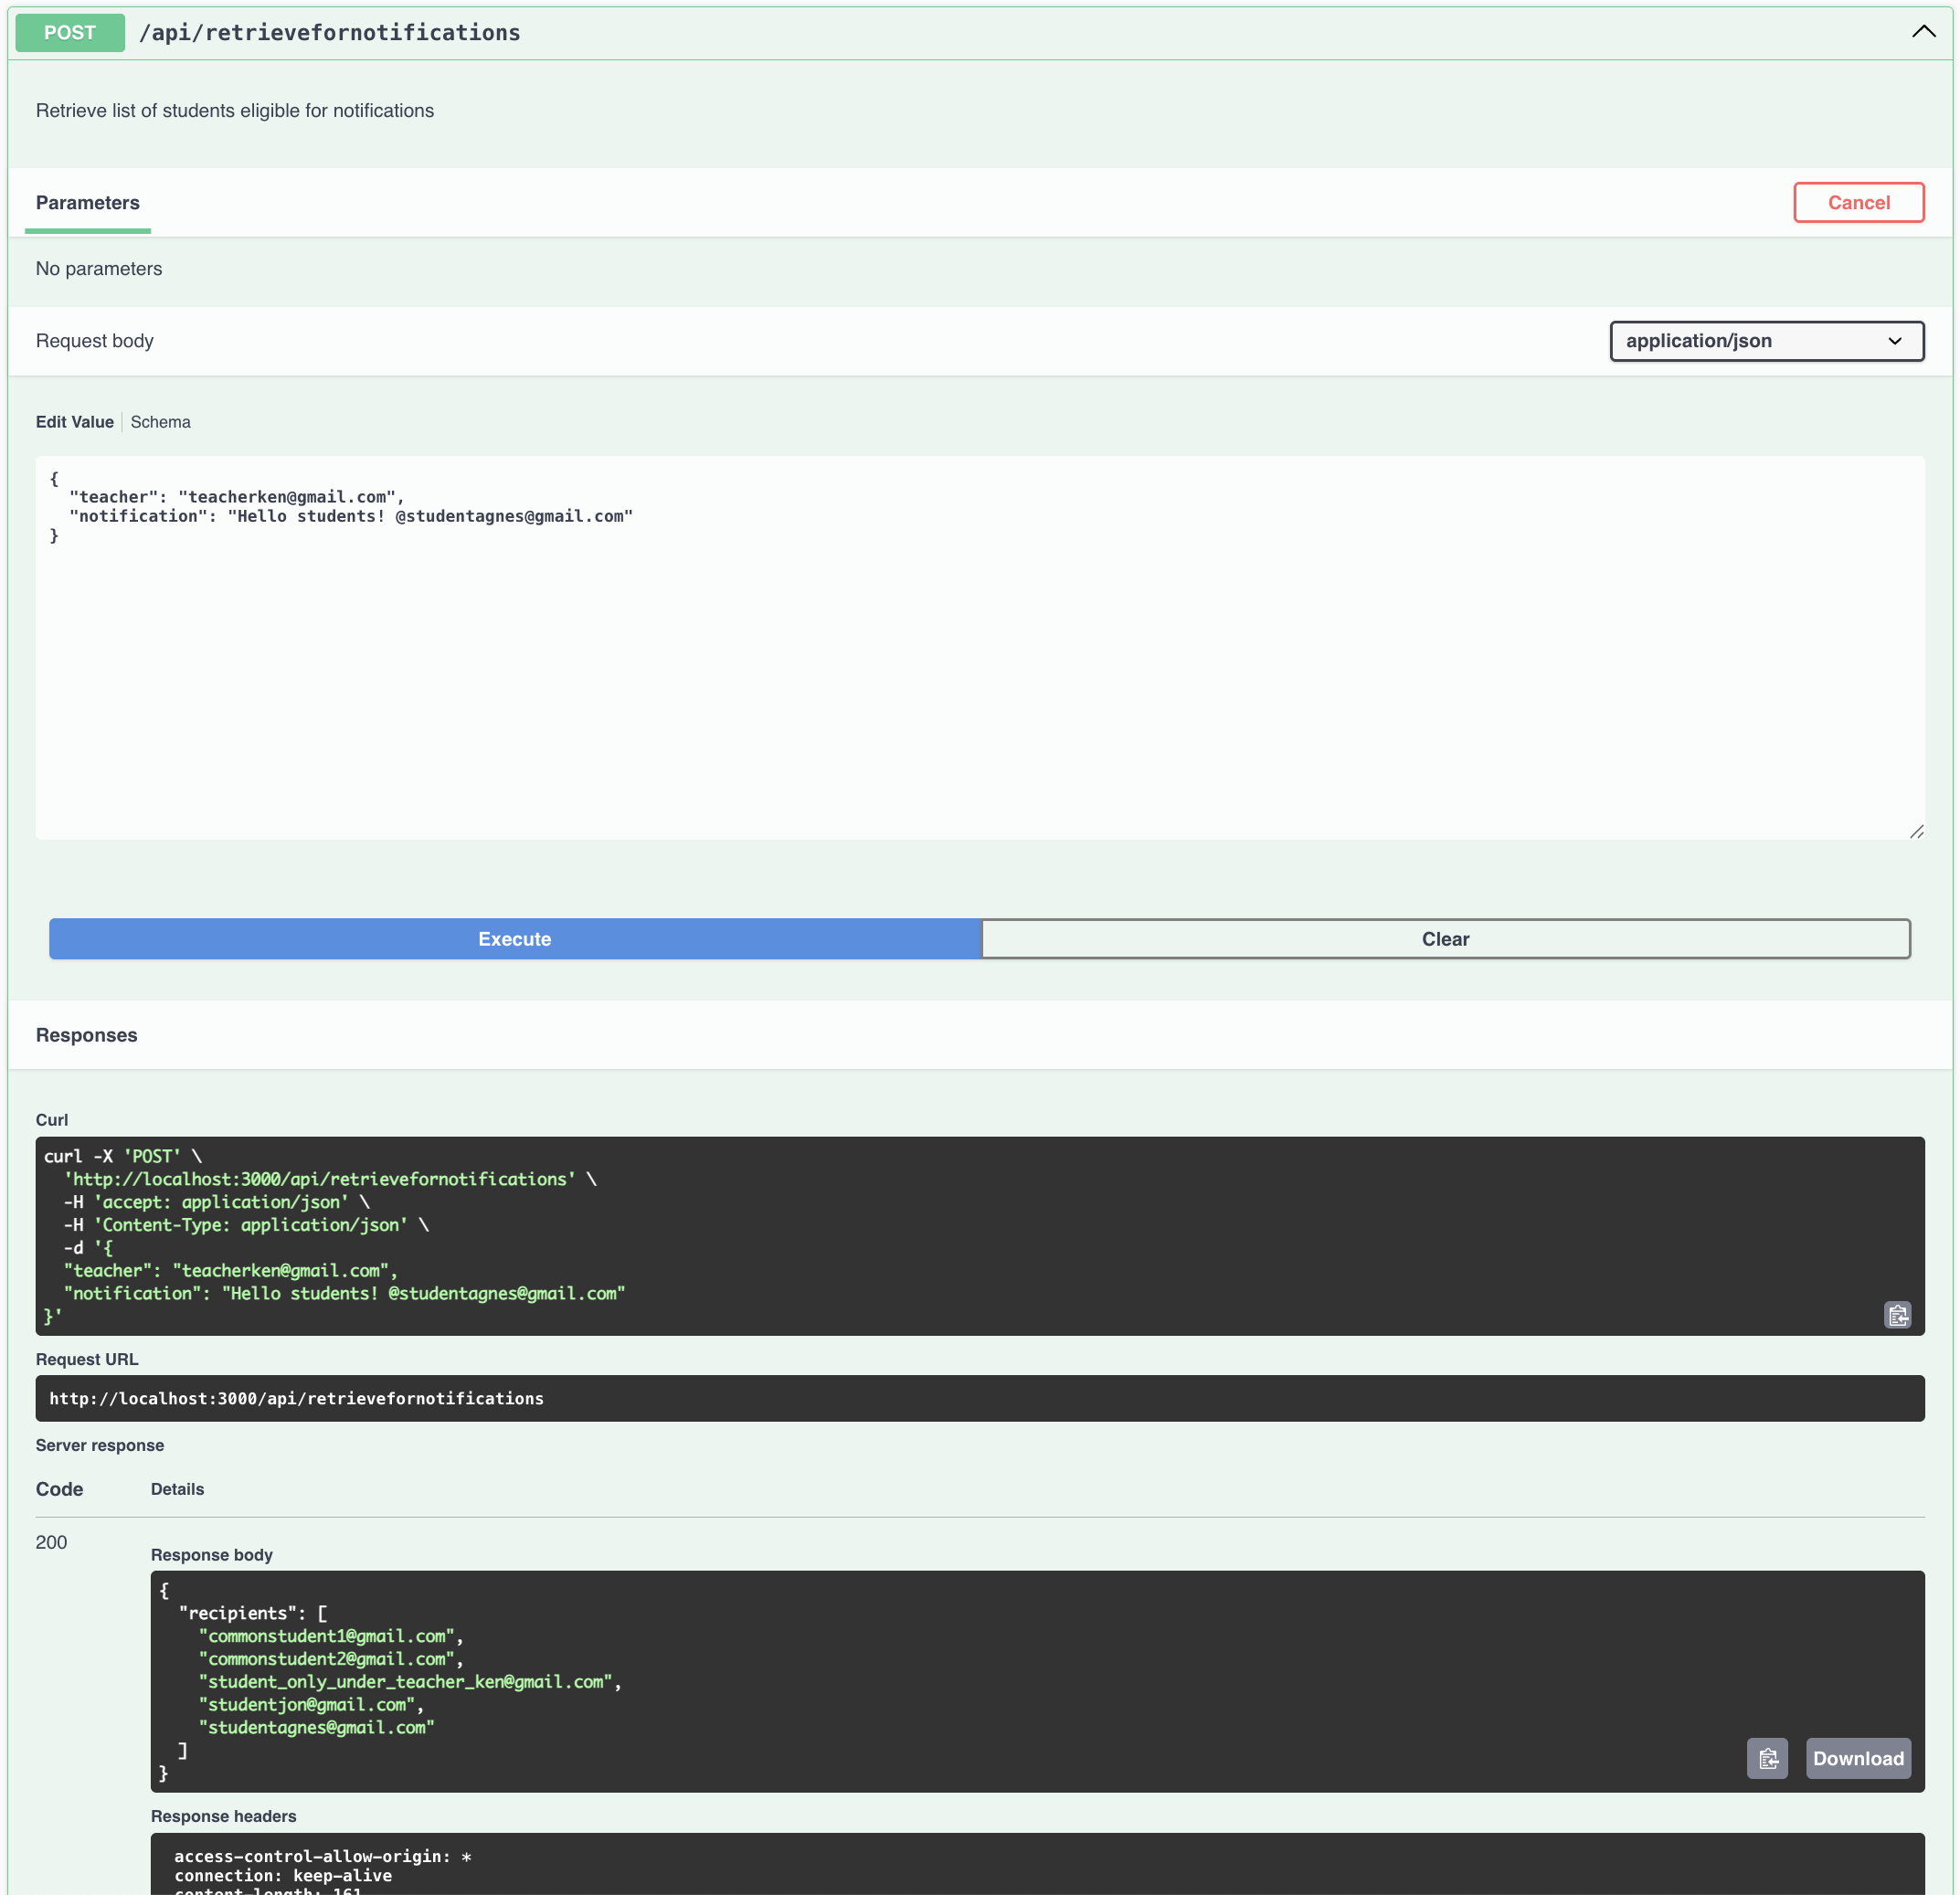 POST /api/retrievefornotifications
Retrieve list of students eligible for notifications
Parameters
Cancel
No parameters
Request body
application/json
Edit Value
Schema
{
  "teacher": "teacherken@gmail.com",
  "notification": "Hello students! @studentagnes@gmail.com"
}
Execute
Clear
Responses
Curl
curl -X 'POST' \
  'http://localhost:3000/api/retrievefornotifications' \
  -H 'accept: application/json' \
  -H 'Content-Type: application/json' \
  -d '{
  "teacher": "teacherken@gmail.com",
  "notification": "Hello students! @studentagnes@gmail.com"
}'
Request URL
http://localhost:3000/api/retrievefornotifications
Server response
Code
Details
200
Response body
{
  "recipients": [
    "commonstudent1@gmail.com",
    "commonstudent2@gmail.com",
    "student_only_under_teacher_ken@gmail.com",
    "studentjon@gmail.com",
    "studentagnes@gmail.com"
  ]
}
Download
Response headers
access-control-allow-origin: *
connection: keep-alive
content-length: 161